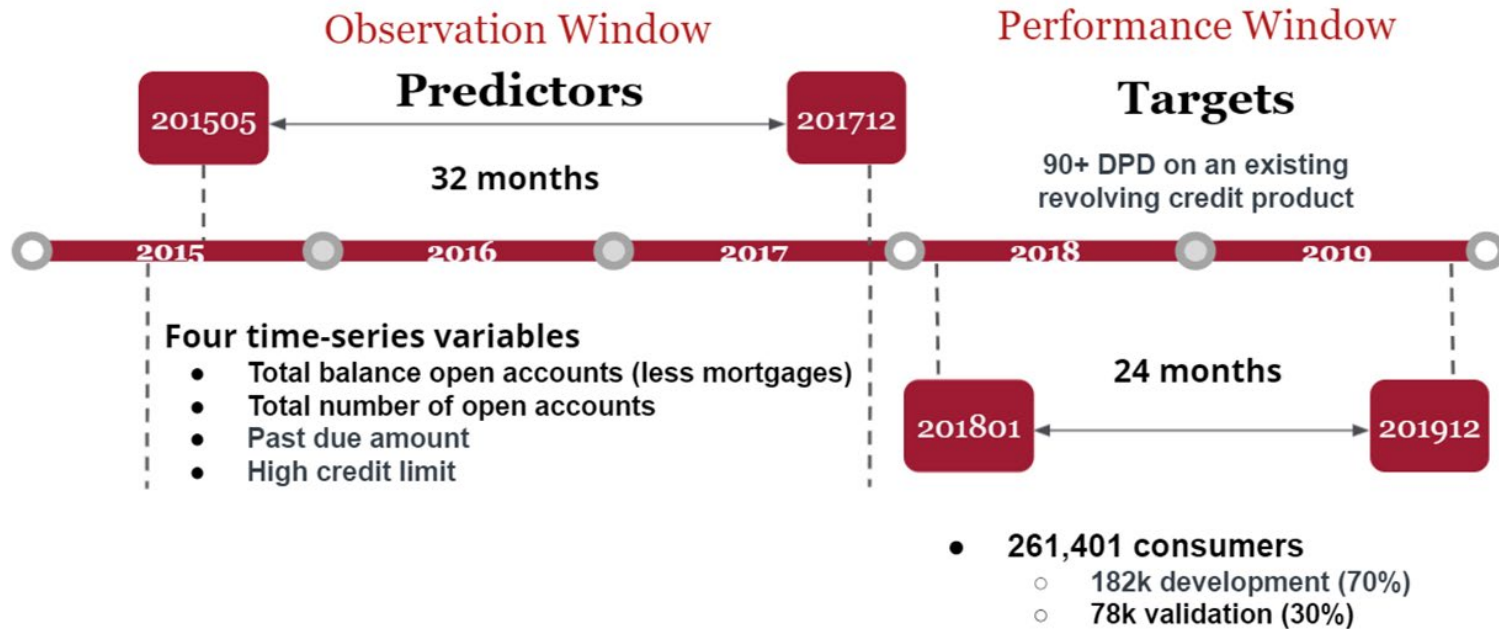 Observation Window
Performance Window
Predictors
Targets
201505
201712
32 months
90+ DPD on an existing
revolving credit product
2015
2016
2017
2018
2019
Four time-series variables
● Total balance open accounts (less mortgages)
● Total number of open accounts
● Past due amount
● High credit limit
24 months
201801
201912
● 261,401 consumers
○ 182k development (70%)
○ 78k validation (30%)